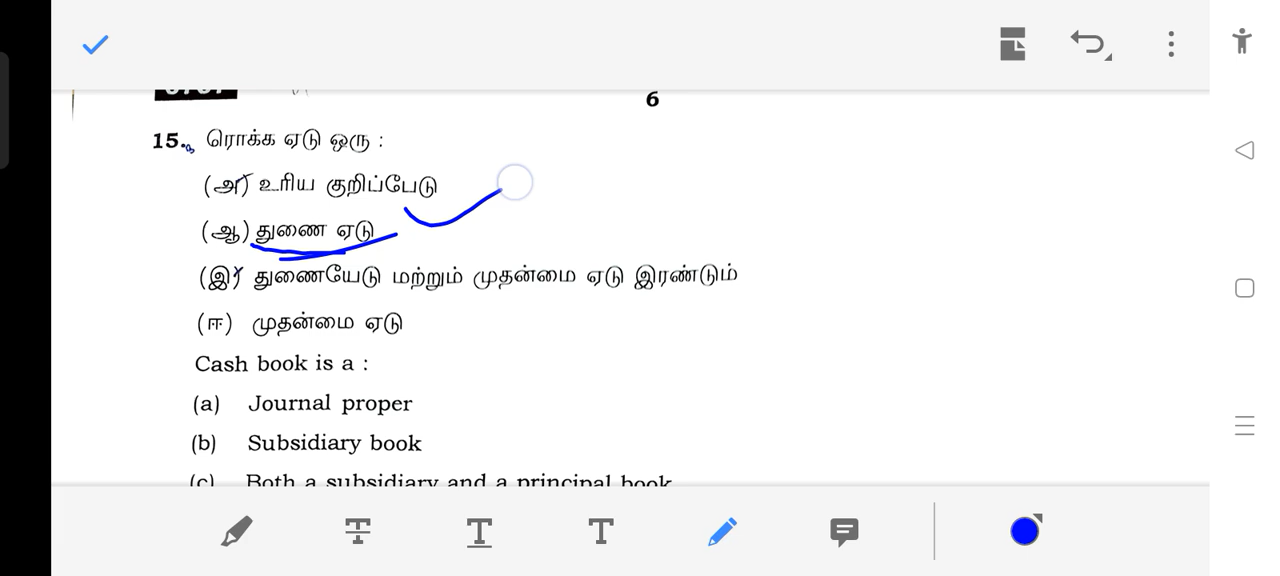 6
15. ரொக்க ஏடு ஒரு :
(அ) உரிய குறிப்பேடு
(ஆ) துணை ஏடு
(இ) துணையேடு மற்றும் முதன்மை ஏடு இரண்டும்
(ஈ) முதன்மை ஏடு
Cash book is a :
(a) Journal proper
(b) Subsidiary book
(c) Both a subsidiary and a principal book
T T T